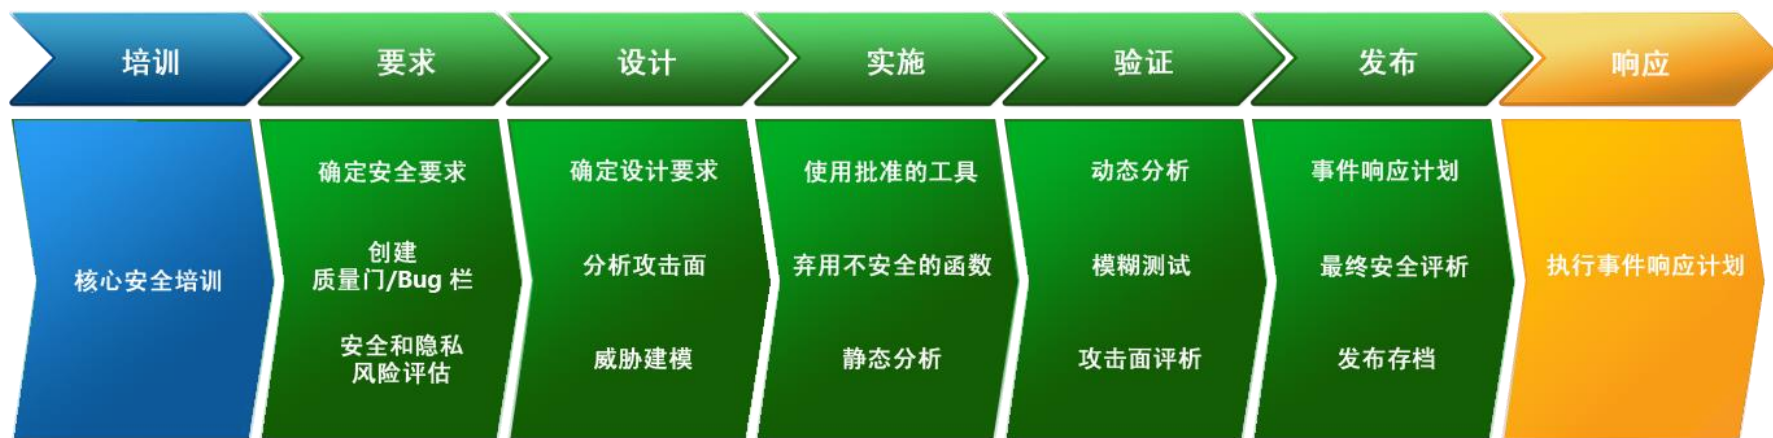 培训
要求
设计
实施
验证
发布
响应
核心安全培训
确定安全要求
创建
质量门/Bug 栏
安全和隐私
风险评估
确定设计要求
分析攻击面
威胁建模
使用批准的工具
弃用不安全的函数
静态分析
动态分析
模糊测试
攻击面评析
事件响应计划
最终安全评析
发布存档
执行事件响应计划